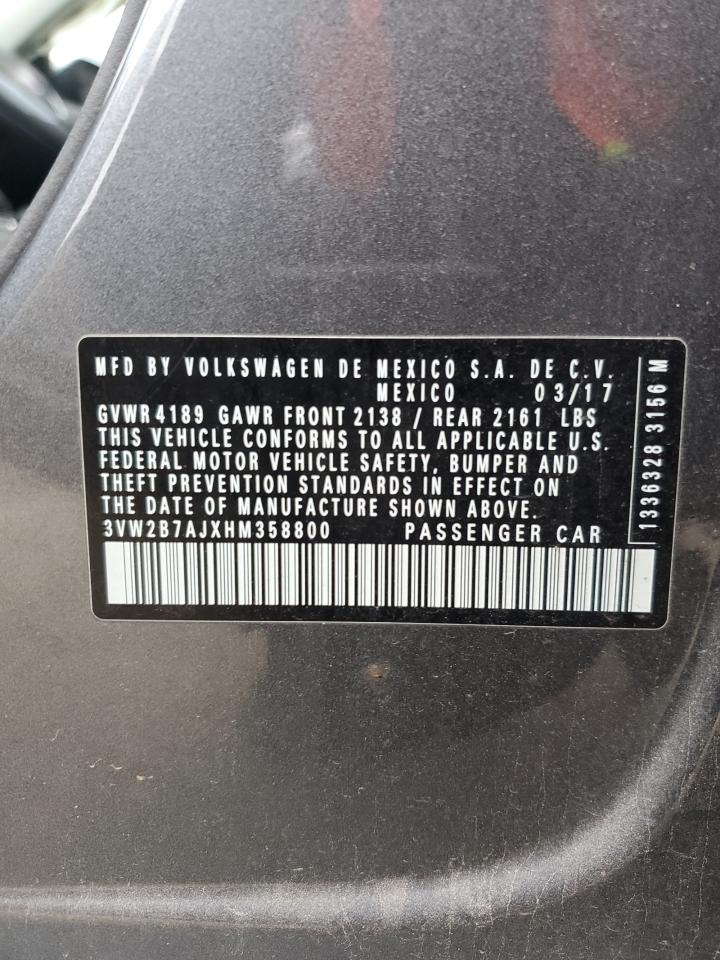 MFD BY VOLKSWAGEN DE MEXICO S.A. DE C.V.
MEXICO 03/17
GVWR 4189 GAWR FRONT 2138 / REAR 2161 LBS
THIS VEHICLE CONFORMS TO ALL APPLICABLE U.S.
FEDERAL MOTOR VEHICLE SAFETY, BUMPER AND
THEFT PREVENTION STANDARDS IN EFFECT ON
THE DATE OF MANUFACTURE SHOWN ABOVE.
3VW2B7AJXHM358800 PASSENGER CAR
1336328 3156 M